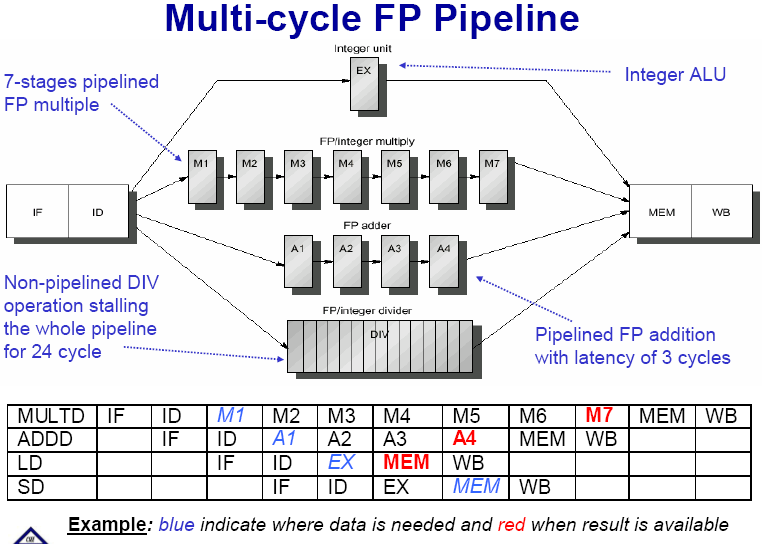 Multi-cycle FP Pipeline
Integer unit
EX
Integer ALU
7-stages pipelined
FP multiple
FP/integer multiply
M1 M2 M3 M4 M5 M6 M7
IF ID
MEM WB
FP adder
A1 A2 A3 A4
Non-pipelined DIV
operation stalling
the whole pipeline
for 24 cycle
FP/integer divider
DIV
Pipelined FP addition
with latency of 3 cycles
MULTD IF ID M1 M2 M3 M4 M5 M6 M7 MEM WB
ADDD IF ID A1 A2 A3 A4 MEM WB
LD IF ID EX MEM WB
SD IF ID EX MEM WB
Example: blue indicate where data is needed and red when result is available